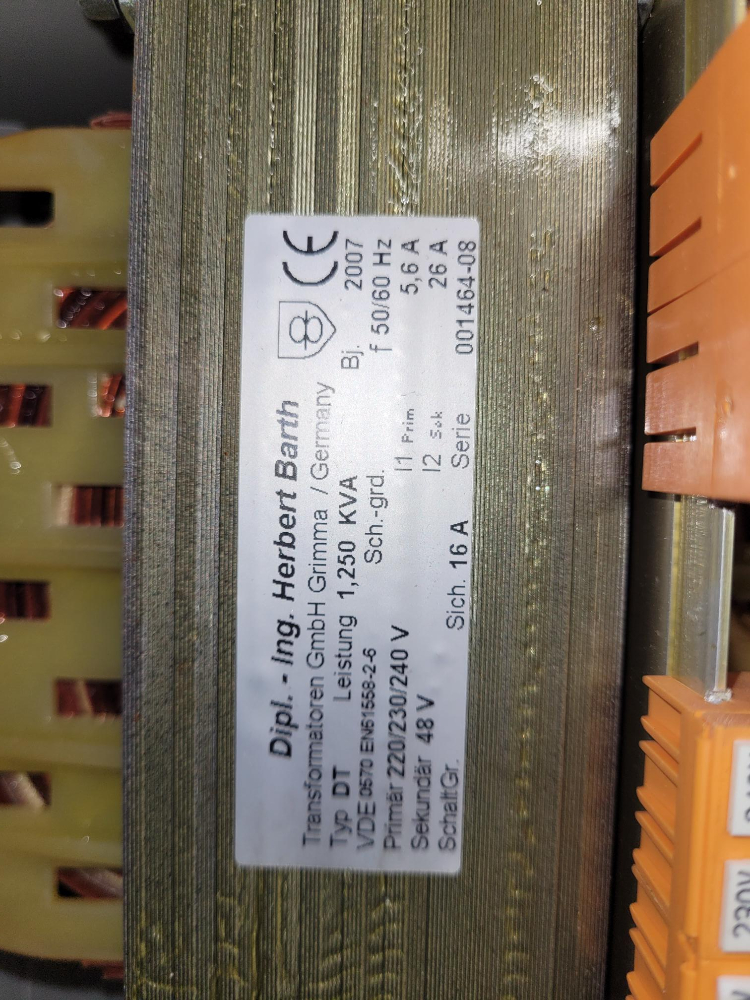 Dipl. - Ing. Herbert Barth
Transformatoren GmbH Grimma / Germany
CE
Typ DT Leistung 1,250 KVA Bj. 2007
VDE 0570 EN61558-2-6 Sch.-grd. f 50/60 Hz
Primär 220/230/240 V I1 Prim 5,6 A
Sekundär 48 V I2 Sek 26 A
SchaltGr. Sich. 16 A Serie 001464-08
230V